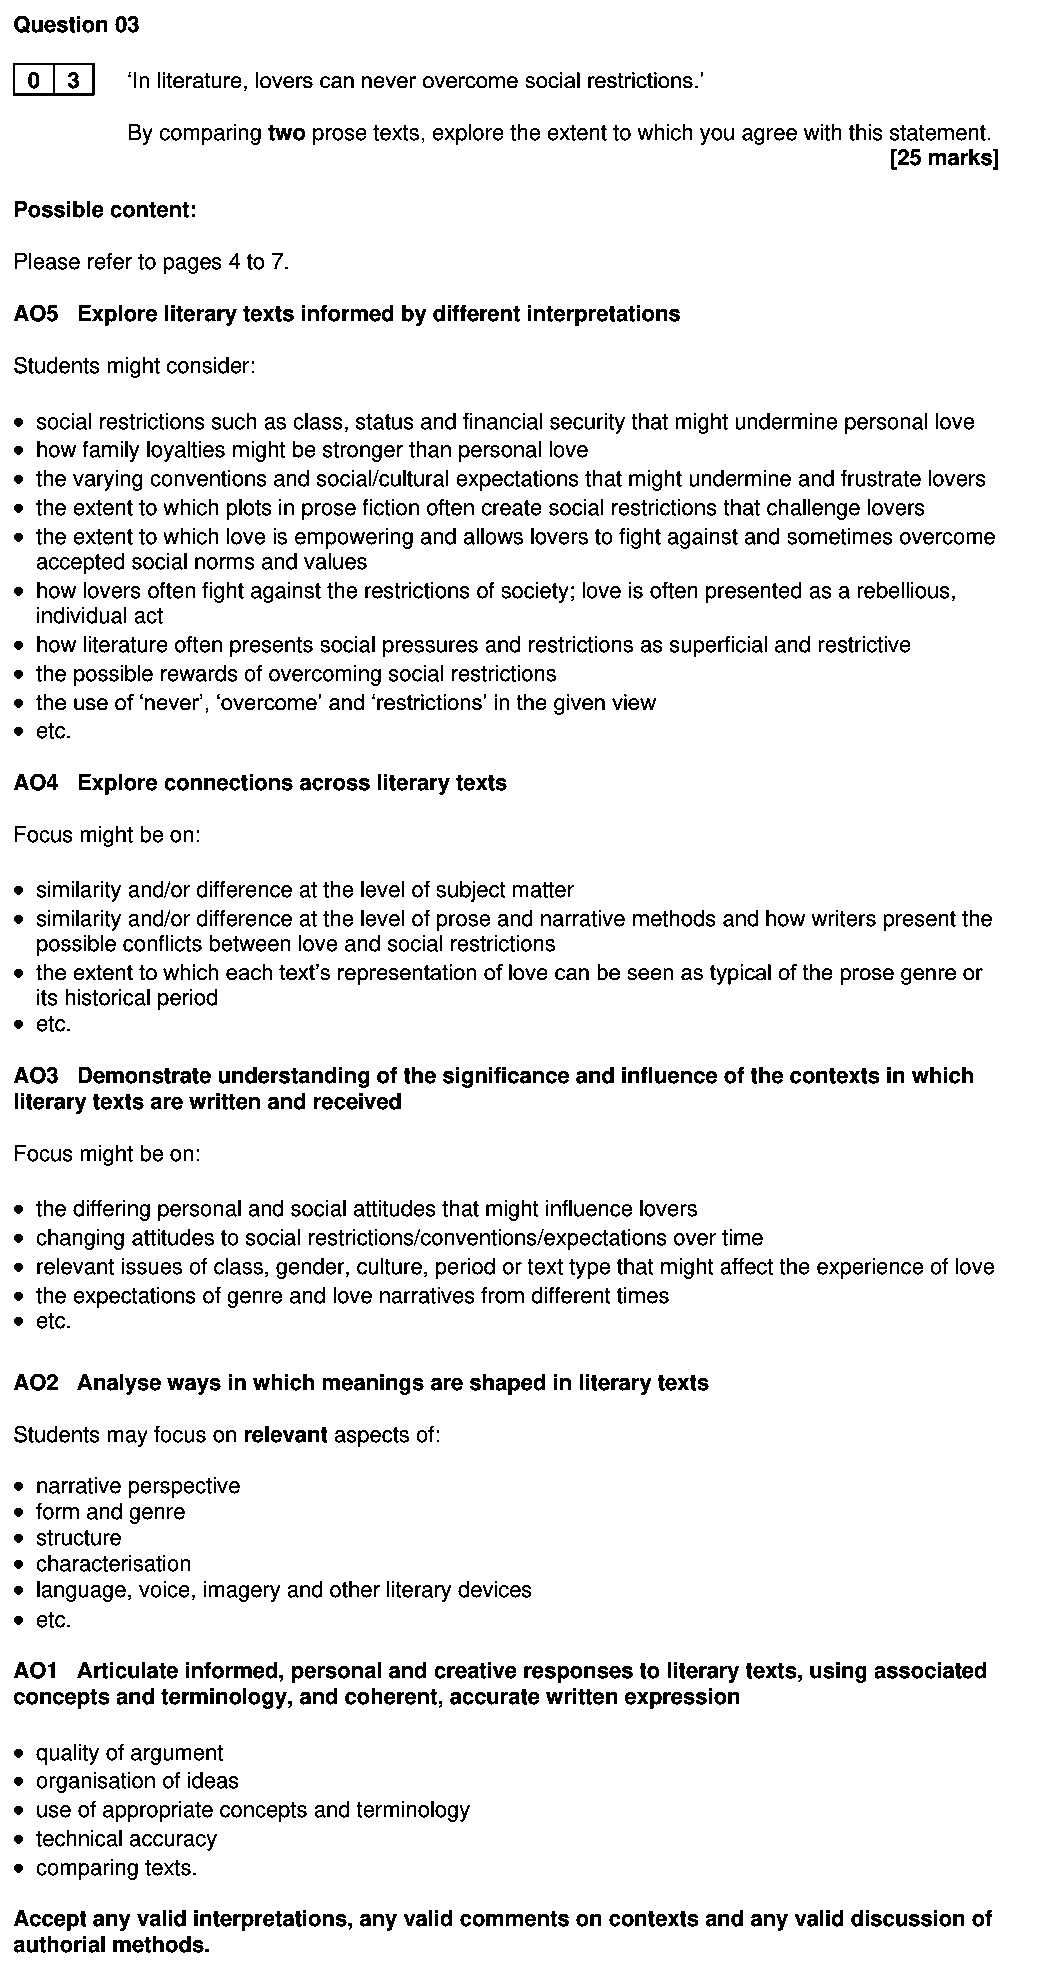 Question 03
0 3 ‘In literature, lovers can never overcome social restrictions.’
By comparing two prose texts, explore the extent to which you agree with this statement.
[25 marks]
Possible content:
Please refer to pages 4 to 7.
AO5 Explore literary texts informed by different interpretations
Students might consider:
• social restrictions such as class, status and financial security that might undermine personal love
• how family loyalties might be stronger than personal love
• the varying conventions and social/cultural expectations that might undermine and frustrate lovers
• the extent to which plots in prose fiction often create social restrictions that challenge lovers
• the extent to which love is empowering and allows lovers to fight against and sometimes overcome
accepted social norms and values
• how lovers often fight against the restrictions of society; love is often presented as a rebellious,
individual act
• how literature often presents social pressures and restrictions as superficial and restrictive
• the possible rewards of overcoming social restrictions
• the use of ‘never’, ‘overcome’ and ‘restrictions’ in the given view
• etc.
AO4 Explore connections across literary texts
Focus might be on:
• similarity and/or difference at the level of subject matter
• similarity and/or difference at the level of prose and narrative methods and how writers present the
possible conflicts between love and social restrictions
• the extent to which each text’s representation of love can be seen as typical of the prose genre or
its historical period
• etc.
AO3 Demonstrate understanding of the significance and influence of the contexts in which
literary texts are written and received
Focus might be on:
• the differing personal and social attitudes that might influence lovers
• changing attitudes to social restrictions/conventions/expectations over time
• relevant issues of class, gender, culture, period or text type that might affect the experience of love
• the expectations of genre and love narratives from different times
• etc.
AO2 Analyse ways in which meanings are shaped in literary texts
Students may focus on relevant aspects of:
• narrative perspective
• form and genre
• structure
• characterisation
• language, voice, imagery and other literary devices
• etc.
AO1 Articulate informed, personal and creative responses to literary texts, using associated
concepts and terminology, and coherent, accurate written expression
• quality of argument
• organisation of ideas
• use of appropriate concepts and terminology
• technical accuracy
• comparing texts.
Accept any valid interpretations, any valid comments on contexts and any valid discussion of
authorial methods.